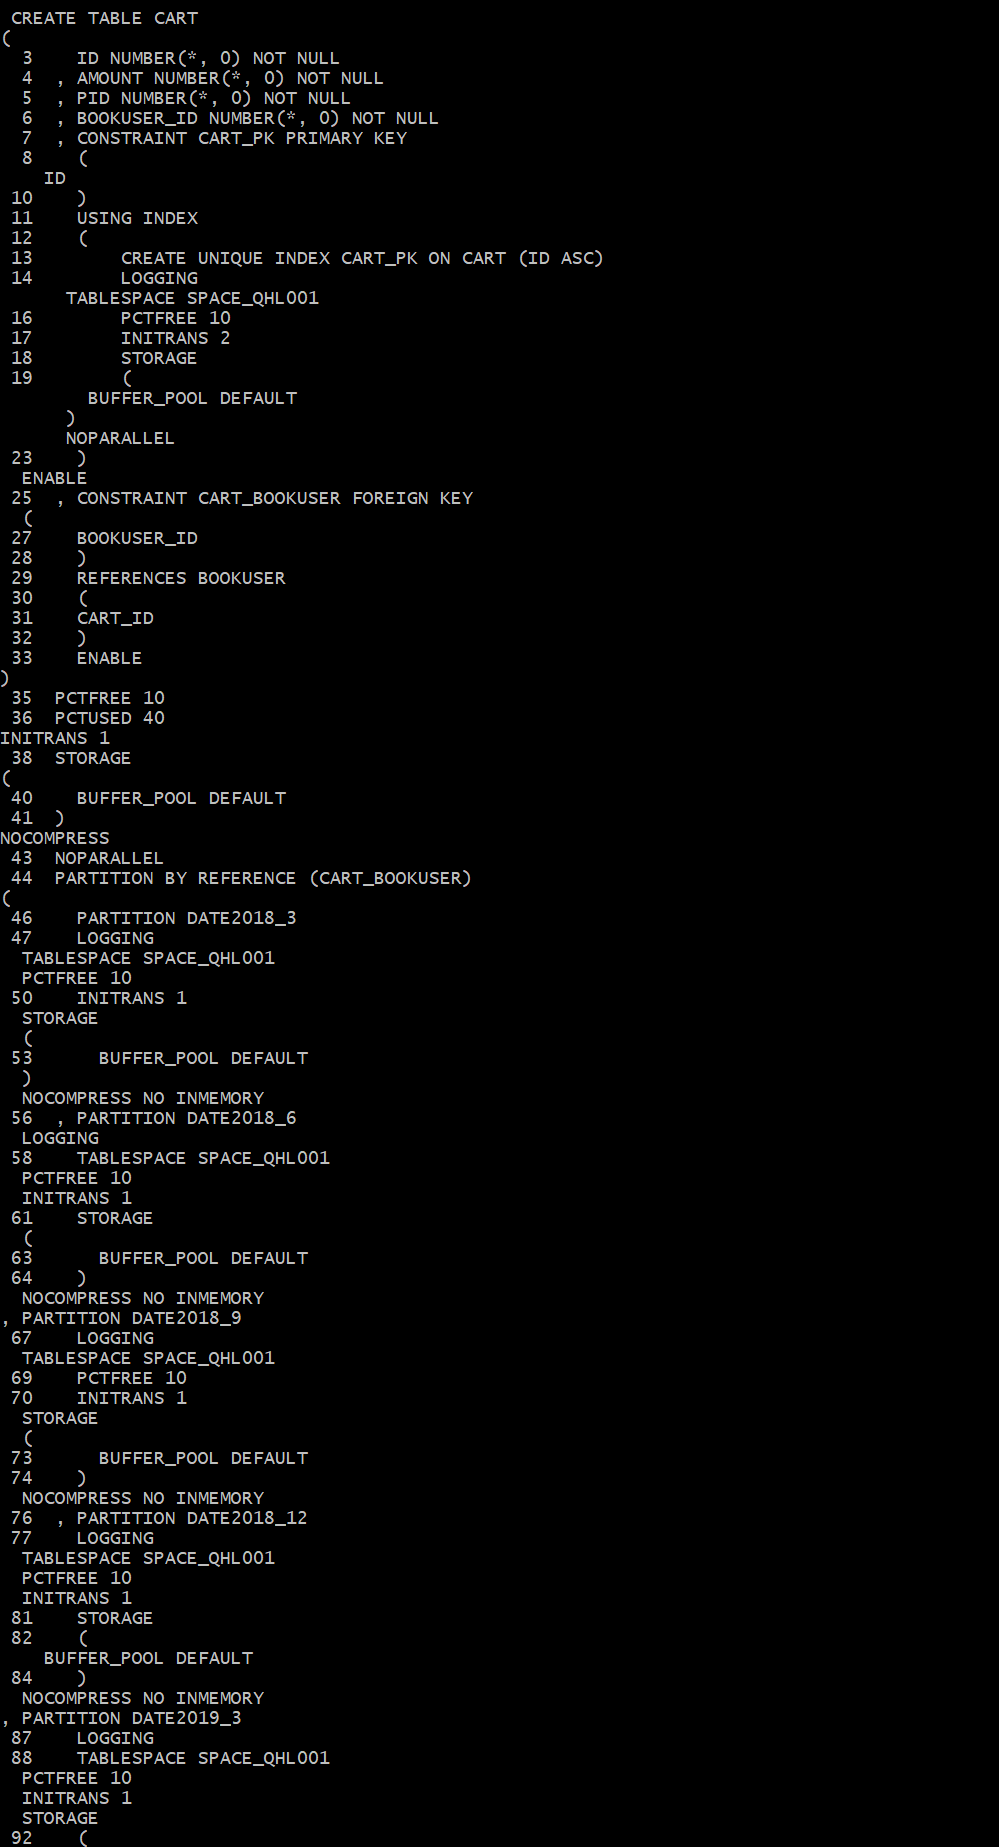 CREATE TABLE CART
(
  3    ID NUMBER(*, 0) NOT NULL
  4  , AMOUNT NUMBER(*, 0) NOT NULL
  5  , PID NUMBER(*, 0) NOT NULL
  6  , BOOKUSER_ID NUMBER(*, 0) NOT NULL
  7  , CONSTRAINT CART_PK PRIMARY KEY
  8    (
    ID
 10    )
 11    USING INDEX
 12    (
 13        CREATE UNIQUE INDEX CART_PK ON CART (ID ASC)
 14        LOGGING
      TABLESPACE SPACE_QHL001
 16        PCTFREE 10
 17        INITRANS 2
 18        STORAGE
 19        (
        BUFFER_POOL DEFAULT
      )
      NOPARALLEL
 23    )
  ENABLE
 25  , CONSTRAINT CART_BOOKUSER FOREIGN KEY
  (
 27    BOOKUSER_ID
 28    )
 29    REFERENCES BOOKUSER
 30    (
 31    CART_ID
 32    )
 33    ENABLE
)
 35  PCTFREE 10
 36  PCTUSED 40
INITRANS 1
 38  STORAGE
(
 40    BUFFER_POOL DEFAULT
 41  )
NOCOMPRESS
 43  NOPARALLEL
 44  PARTITION BY REFERENCE (CART_BOOKUSER)
(
 46    PARTITION DATE2018_3
 47    LOGGING
  TABLESPACE SPACE_QHL001
  PCTFREE 10
 50    INITRANS 1
  STORAGE
  (
 53      BUFFER_POOL DEFAULT
  )
  NOCOMPRESS NO INMEMORY
 56  , PARTITION DATE2018_6
  LOGGING
 58    TABLESPACE SPACE_QHL001
  PCTFREE 10
  INITRANS 1
 61    STORAGE
  (
 63      BUFFER_POOL DEFAULT
 64    )
  NOCOMPRESS NO INMEMORY
, PARTITION DATE2018_9
 67    LOGGING
  TABLESPACE SPACE_QHL001
 69    PCTFREE 10
 70    INITRANS 1
  STORAGE
  (
 73      BUFFER_POOL DEFAULT
 74    )
  NOCOMPRESS NO INMEMORY
 76  , PARTITION DATE2018_12
 77    LOGGING
  TABLESPACE SPACE_QHL001
  PCTFREE 10
  INITRANS 1
 81    STORAGE
 82    (
    BUFFER_POOL DEFAULT
 84    )
  NOCOMPRESS NO INMEMORY
, PARTITION DATE2019_3
 87    LOGGING
 88    TABLESPACE SPACE_QHL001
  PCTFREE 10
  INITRANS 1
  STORAGE
 92    (